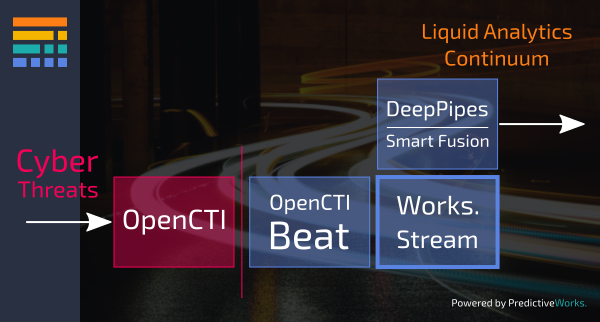 Liquid Analytics
Continuum
DeepPipes
Smart Fusion
Cyber
Threats
OpenCTI
OpenCTI
Beat
Works.
Stream
Powered by PredictiveWorks.